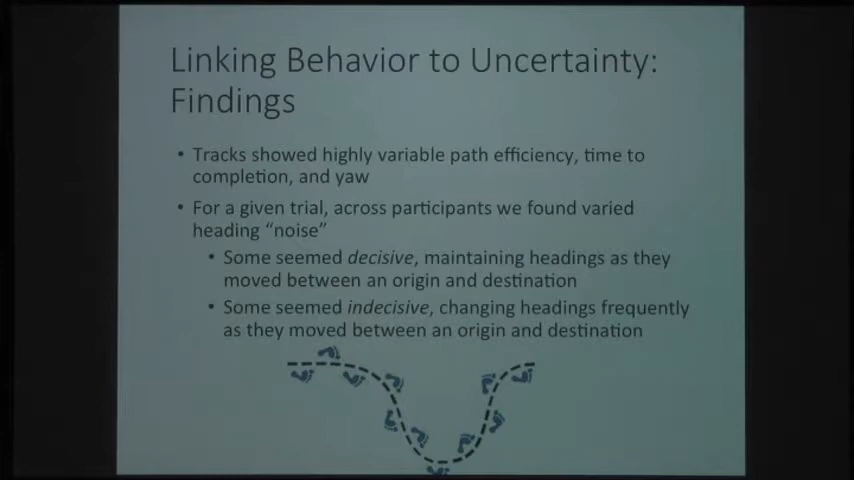 Linking Behavior to Uncertainty:
Findings
• Tracks showed highly variable path efficiency, time to
completion, and yaw
• For a given trial, across participants we found varied
heading “noise”
• Some seemed decisive, maintaining headings as they
moved between an origin and destination
• Some seemed indecisive, changing headings frequently
as they moved between an origin and destination